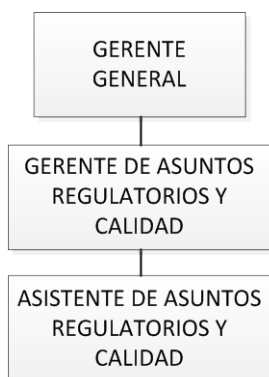 GERENTE
GENERAL
GERENTE DE ASUNTOS
REGULATORIOS Y
CALIDAD
ASISTENTE DE ASUNTOS
REGULATORIOS Y
CALIDAD